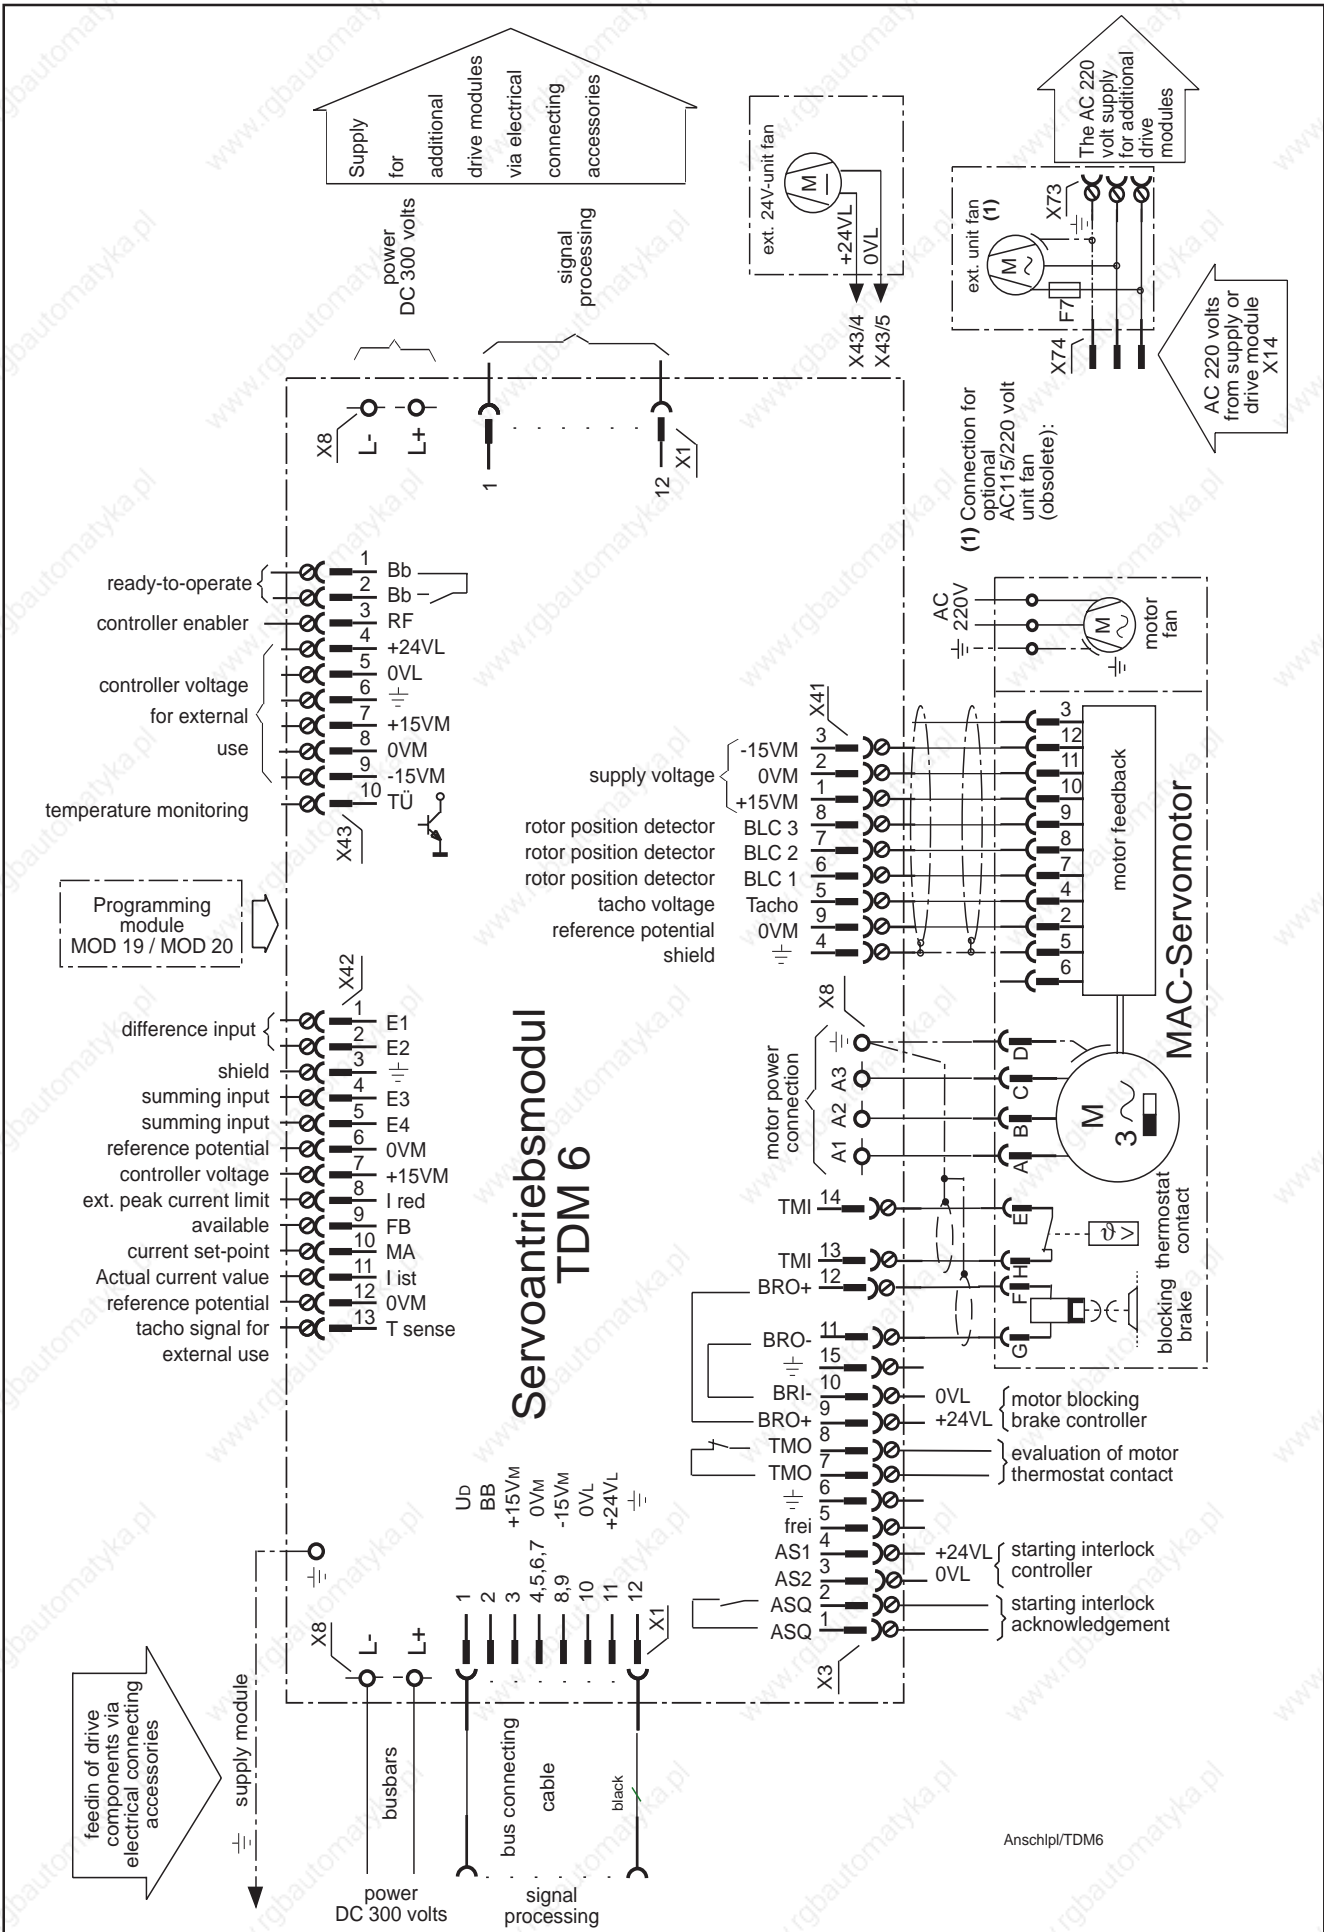 Supply
for
additional
drive modules
via electrical
connecting
accessories
power
DC 300 volts
signal
processing
ext. 24V-unit fan
M
+24VL
0VL
X43/4
X43/5
The AC 220
volt supply
for additional
drive
modules
X73
ext. unit fan
(1)
M
F7
X74
AC 220 volts
from supply or
drive module
X14
(1) Connection for
optional
AC115/220 volt
unit fan
(obsolete):
X8
L-
L+
1
12
X1
ready-to-operate
1 Bb
2 Bb
controller enabler
3 RF
controller voltage
for external
use
4 +24VL
5 0VL
6
7 +15VM
8 0VM
9 -15VM
temperature monitoring
10 TÜ
X43
Programming
module
MOD 19 / MOD 20
X42
difference input
1 E1
2 E2
shield 3
summing input 4 E3
summing input 5 E4
reference potential 6 0VM
controller voltage 7 +15VM
ext. peak current limit 8 I red
available 9 FB
current set-point 10 MA
Actual current value 11 I ist
reference potential 12 0VM
tacho signal for 13 T sense
external use
Servoantriebsmodul
TDM 6
AC
220V
M
motor
fan
X41
supply voltage
-15VM 3
0VM 2
+15VM 1
rotor position detector BLC 3 8
rotor position detector BLC 2 7
rotor position detector BLC 1 6
tacho voltage Tacho 5
reference potential 0VM 9
shield 4
3
12
11
10
9
8
7
4
2
5
6
motor feedback
MAC-Servomotor
X8
motor power
connection
A3
A2
A1
D
C
B
A
M
3
TMI 14
TMI 13
BRO+ 12
BRO- 11
15
BRI- 10
BRO+ 9
TMO 8
TMO 7
6
frei 5
AS1 4
AS2 3
ASQ 2
ASQ 1
X3
E
H
F
G
ϑ >
thermostat
contact
blocking
brake
0VL
+24VL
motor blocking
brake controller
evaluation of motor
thermostat contact
+24VL
0VL
starting interlock
controller
starting interlock
acknowledgement
UD
BB
+15VM
0VM
-15VM
0VL
+24VL
1
2
3
4,5,6,7
8,9
10
11
12
X1
X8
L-
L+
feedin of drive
components via
electrical connecting
accessories
supply module
busbars
bus connecting
cable
black
power
DC 300 volts
signal
processing
Anschlpl/TDM6
www.rgbautomatyka.pl